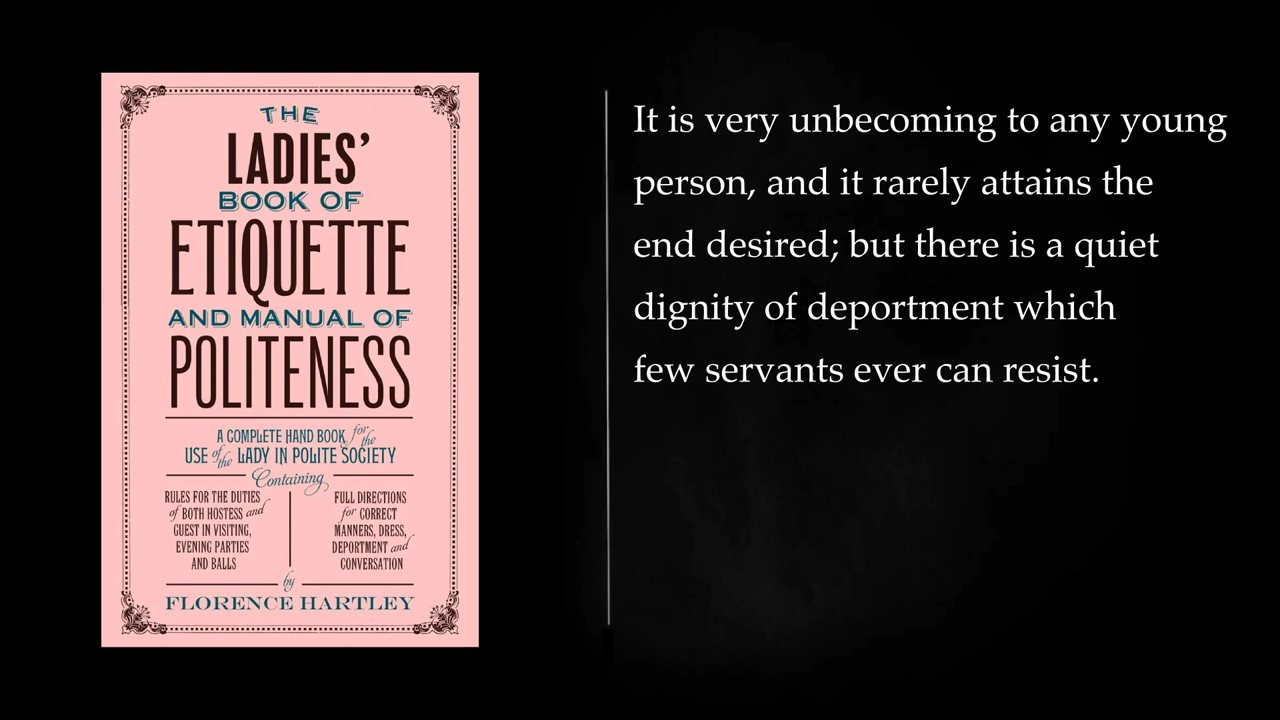 THE
LADIES’
BOOK OF
ETIQUETTE
AND MANUAL OF
POLITENESS
A COMPLETE HAND BOOK for the
USE of the LADY IN POLITE SOCIETY
Containing
RULES FOR THE DUTIES
of BOTH HOSTESS and
GUEST IN VISITING,
EVENING PARTIES
AND BALLS
FULL DIRECTIONS
for CORRECT
MANNERS, DRESS,
DEPORTMENT and
CONVERSATION
by
FLORENCE HARTLEY
It is very unbecoming to any young
person, and it rarely attains the
end desired; but there is a quiet
dignity of deportment which
few servants ever can resist.